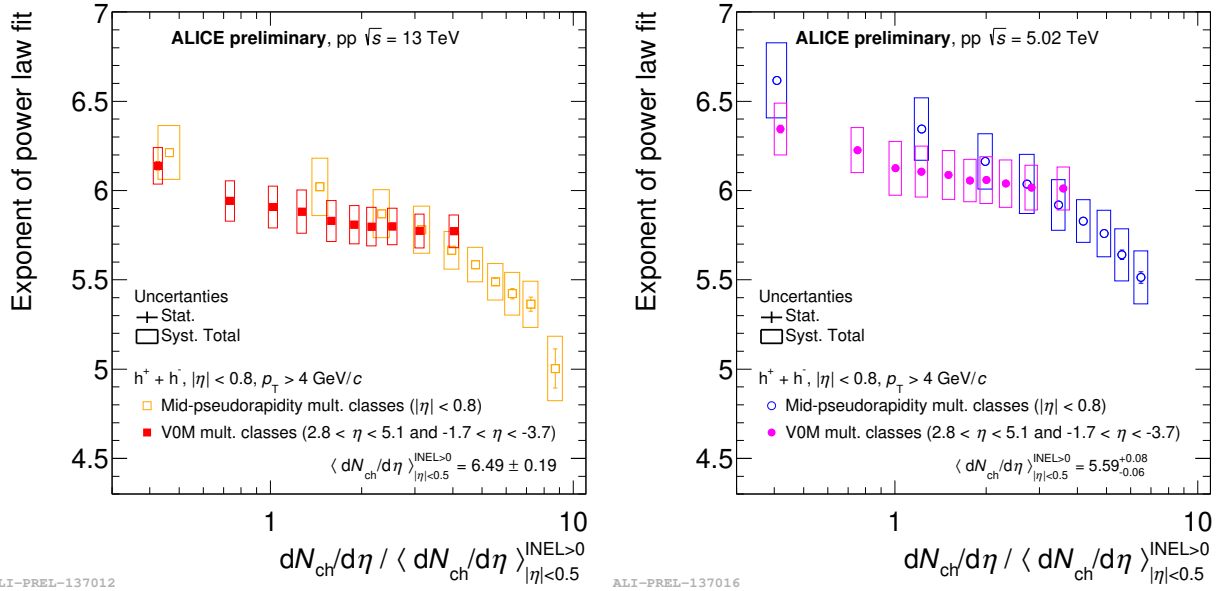 Exponent of power law fit
7
6.5
6
5.5
5
4.5
ALICE preliminary, pp √s = 13 TeV
Uncertanties
Stat.
Syst. Total
h⁺ + h⁻, |η| < 0.8, p_T > 4 GeV/c
Mid-pseudorapidity mult. classes (|η| < 0.8)
V0M mult. classes (2.8 < η < 5.1 and -1.7 < η < -3.7)
⟨ dN_ch/dη ⟩^INEL>0_|η|<0.5 = 6.49 ± 0.19
1
10
dN_ch/dη / ⟨ dN_ch/dη ⟩^INEL>0_|η|<0.5
LI-PREL-137012
Exponent of power law fit
7
6.5
6
5.5
5
4.5
ALICE preliminary, pp √s = 5.02 TeV
Uncertanties
Stat.
Syst. Total
h⁺ + h⁻, |η| < 0.8, p_T > 4 GeV/c
Mid-pseudorapidity mult. classes (|η| < 0.8)
V0M mult. classes (2.8 < η < 5.1 and -1.7 < η < -3.7)
⟨ dN_ch/dη ⟩^INEL>0_|η|<0.5 = 5.59^+0.08_-0.06
1
10
dN_ch/dη / ⟨ dN_ch/dη ⟩^INEL>0_|η|<0.5
ALI-PREL-137016